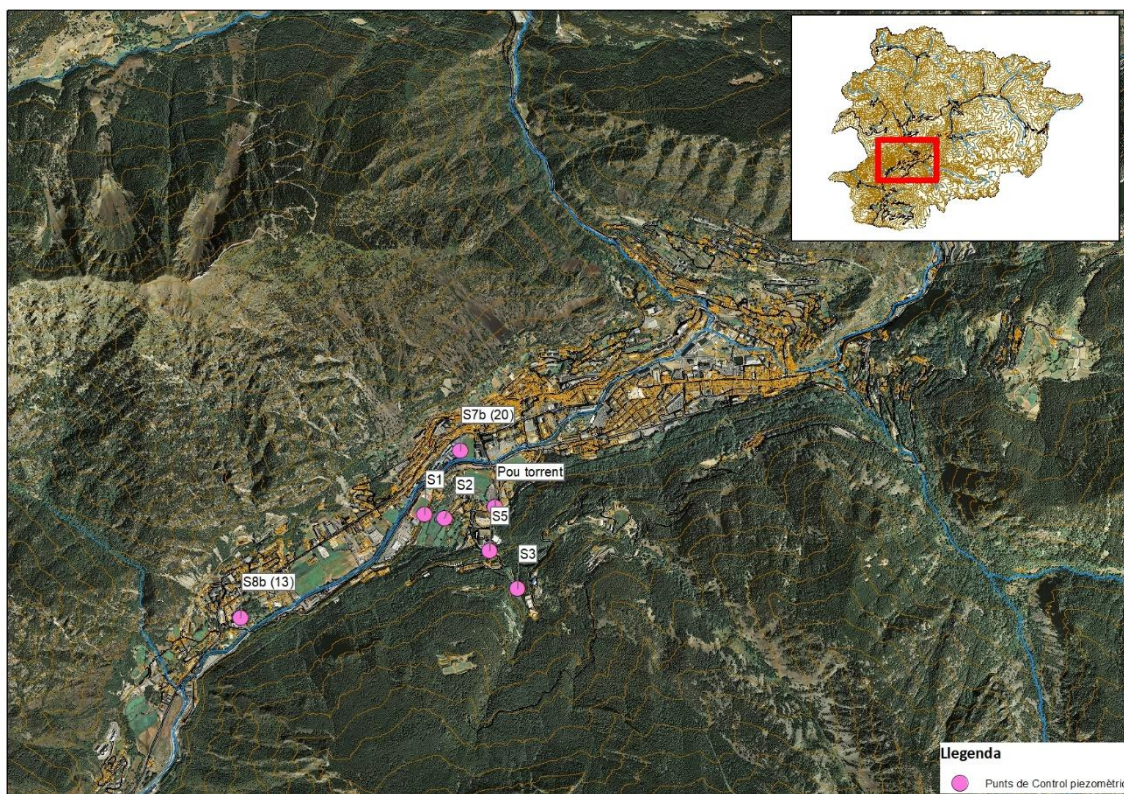 S7b (20)
Pou torrent
S1
S2
S5
S3
S8b (13)
Llegenda
Punts de Control piezomètric